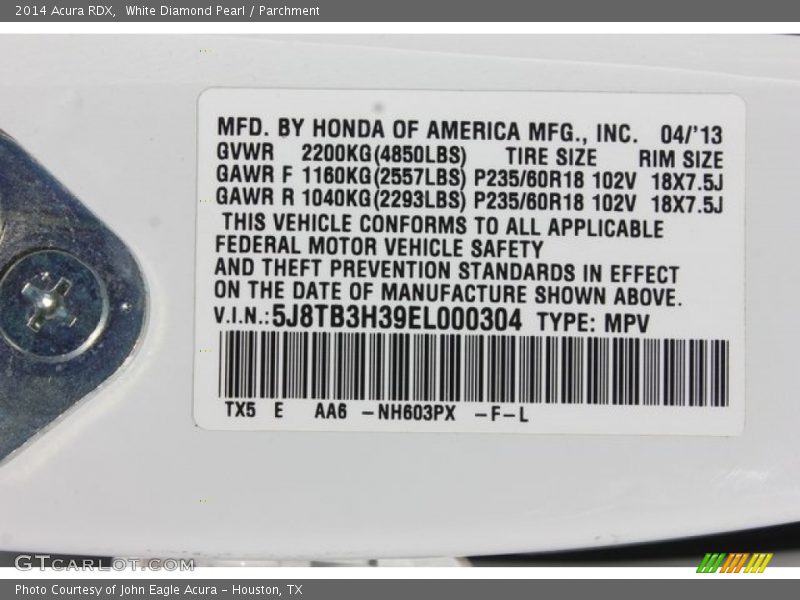 2014 Acura RDX,  White Diamond Pearl / Parchment
MFD. BY HONDA OF AMERICA MFG., INC.  04/'13
GVWR  2200KG(4850LBS)  TIRE SIZE  RIM SIZE
GAWR F 1160KG(2557LBS) P235/60R18 102V  18X7.5J
GAWR R 1040KG(2293LBS) P235/60R18 102V  18X7.5J
THIS VEHICLE CONFORMS TO ALL APPLICABLE
FEDERAL MOTOR VEHICLE SAFETY
AND THEFT PREVENTION STANDARDS IN EFFECT
ON THE DATE OF MANUFACTURE SHOWN ABOVE.
V.I.N.:5J8TB3H39EL000304  TYPE: MPV
TX5  E  AA6  -NH603PX  -F-L
GTCARLOT.COM
Photo Courtesy of John Eagle Acura - Houston, TX